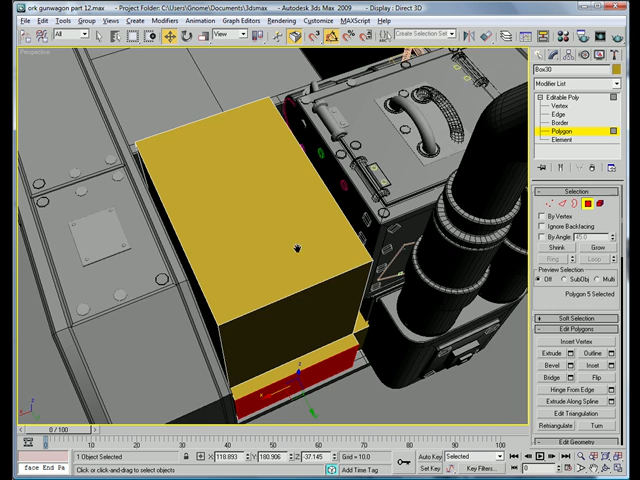 ork gunwagon part 12.max - Project Folder: C:\Users\Gnome\Documents\3dsmax - Autodesk 3ds Max 2009 - Display : Direct 3D
File Edit Tools Group Views Create Modifiers Animation Graph Editors Rendering Customize MAXScript Help
All View Create Selection Set
Perspective
Box30
Modifier List
Editable Poly
Vertex
Edge
Border
Polygon
Element
Selection
By Vertex
Ignore Backfacing
By Angle: 45.0
Shrink Grow
Ring Loop
Preview Selection
Off SubObj Multi
Polygon 5 Selected
Soft Selection
Edit Polygons
Insert Vertex
Extrude Outline
Bevel Inset
Bridge Flip
Hinge From Edge
Extrude Along Spline
Edit Triangulation
Retriangulate Turn
Edit Geometry
0 / 100
0 10 20 30 40 50 60 70 80 90 100
1 Object Selected X: 118.893 Y: 180.906 Z: -37.145 Grid = 10.0 Auto Key Selected
face End Pa Click or click-and-drag to select objects Add Time Tag Set Key Key Filters... 0